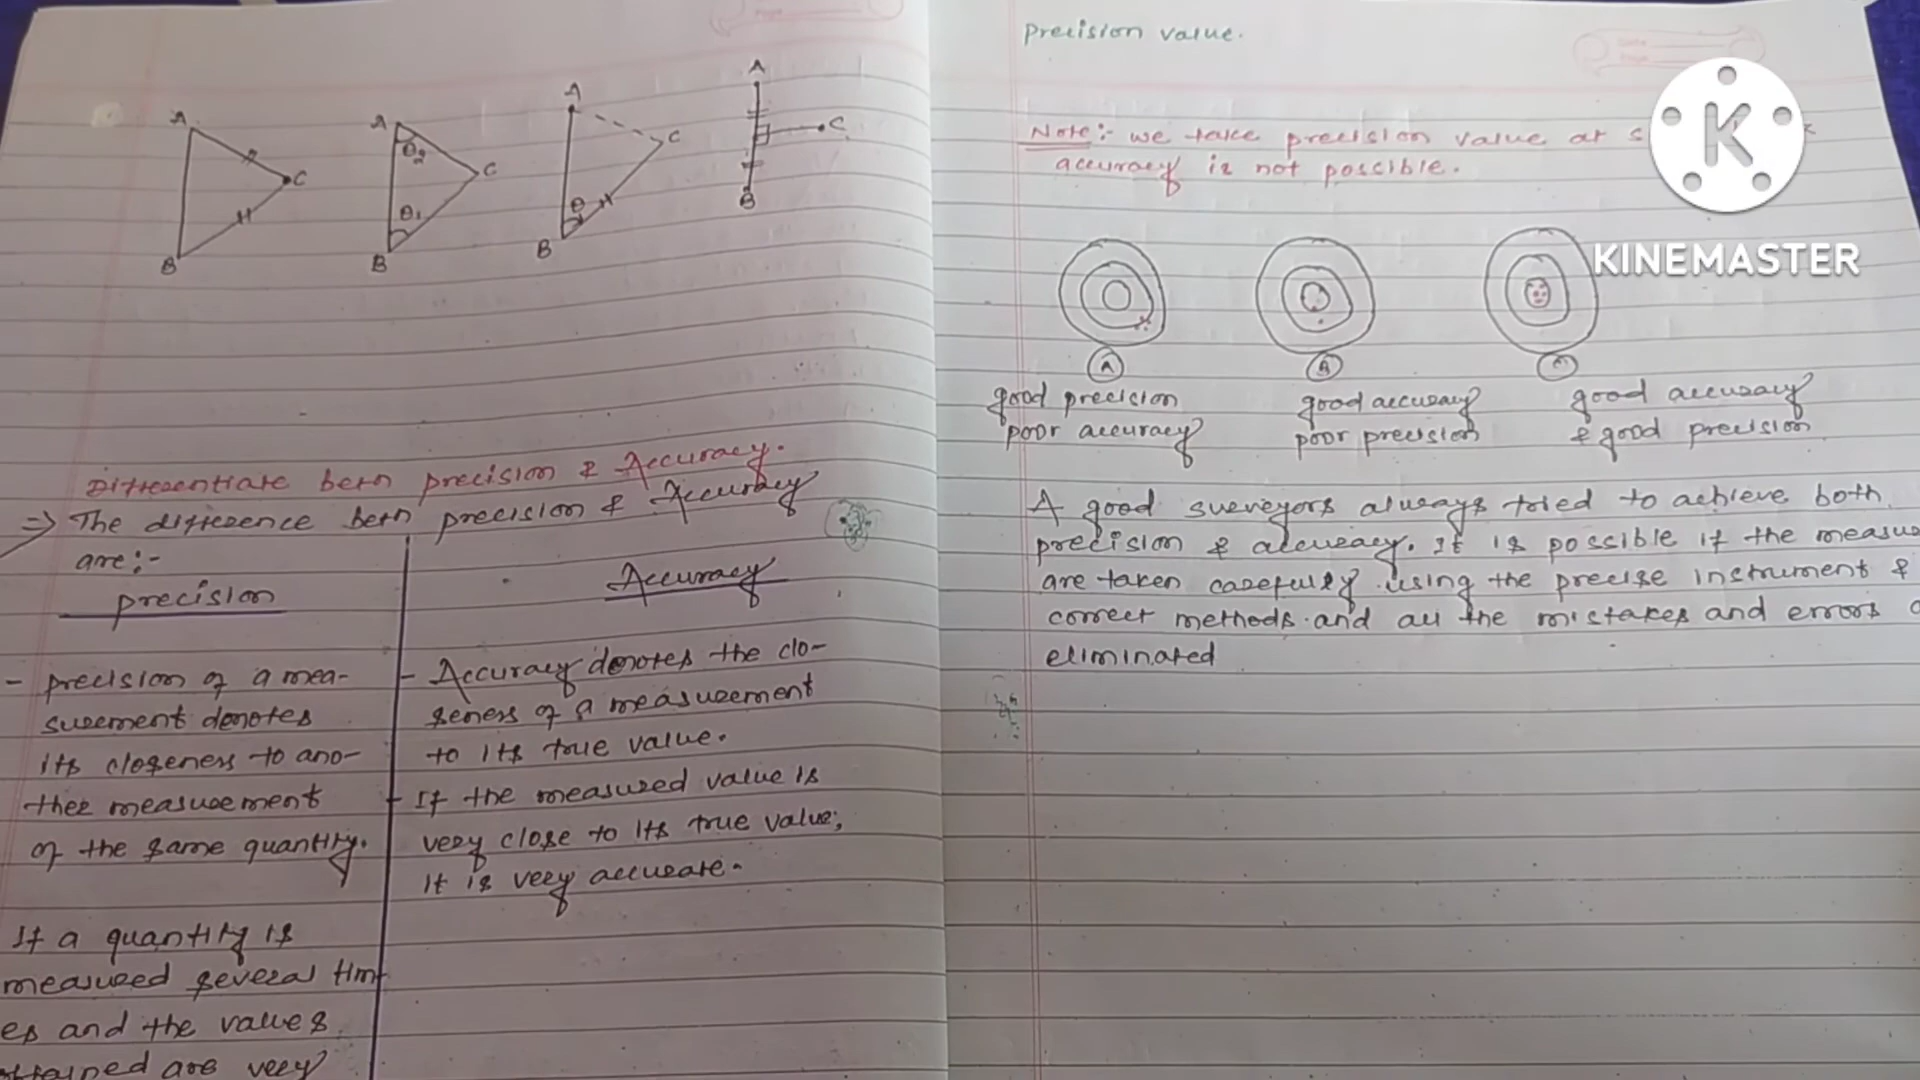 A
C
B
A
θ2
C
θ1
B
A
C
θ
B
A
C
B
Differentiate betn precision & Accuracy.
⇒ The difference betn precision & Accuracy
are:-
precision
Accuracy
- precision of a mea-
surement denotes
its closeness to ano-
ther measurement
of the same quantity.
If a quantity is
measured several tim-
es and the values
are very
- Accuracy denotes the clo-
seness of a measurement
to its true value.
- If the measured value is
very close to its true value,
it is very accurate.
precision value.
Note:- we take precision value at
accuracy is not possible.
KINEMASTER
A
B
good precision
poor accuracy
good accuracy
poor precision
good accuracy
& good precision
A good surveyors always tried to achieve both
precision & accuracy. It is possible if the measu
are taken carefully using the precise instrument &
correct methods and all the mistakes and errors
eliminated